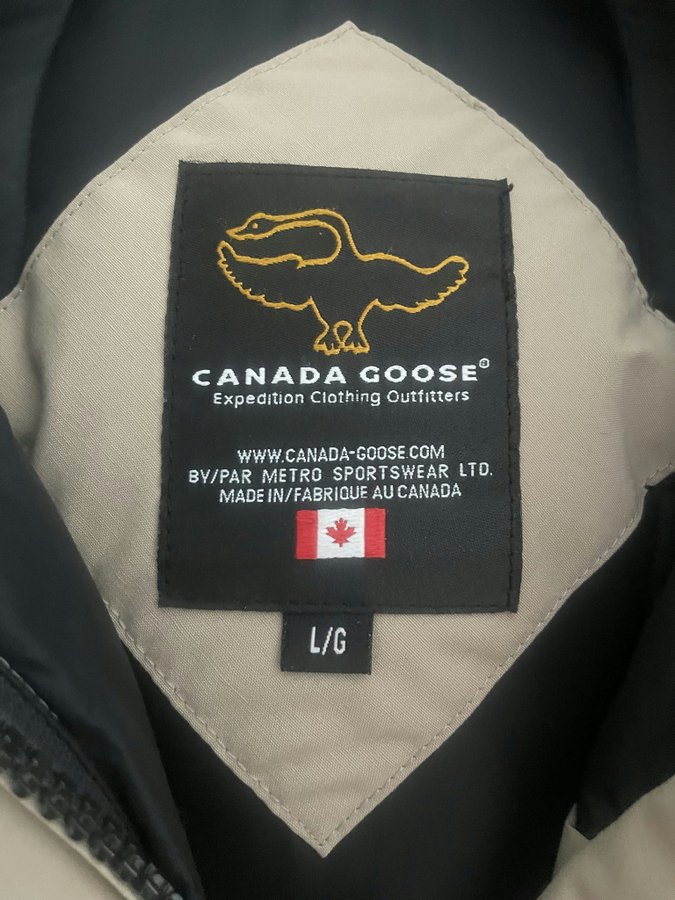 CANADA GOOSE®
Expedition Clothing Outfitters
WWW.CANADA-GOOSE.COM
BY/PAR METRO SPORTSWEAR LTD.
MADE IN/FABRIQUE AU CANADA
L/G